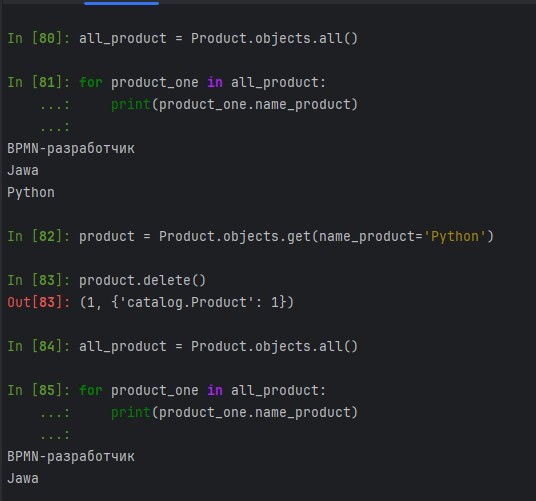 In [80]: all_product = Product.objects.all()
In [81]: for product_one in all_product:
    ...:     print(product_one.name_product)
    ...:
BPMN-разработчик
Jawa
Python
In [82]: product = Product.objects.get(name_product='Python')
In [83]: product.delete()
Out[83]: (1, {'catalog.Product': 1})
In [84]: all_product = Product.objects.all()
In [85]: for product_one in all_product:
    ...:     print(product_one.name_product)
    ...:
BPMN-разработчик
Jawa